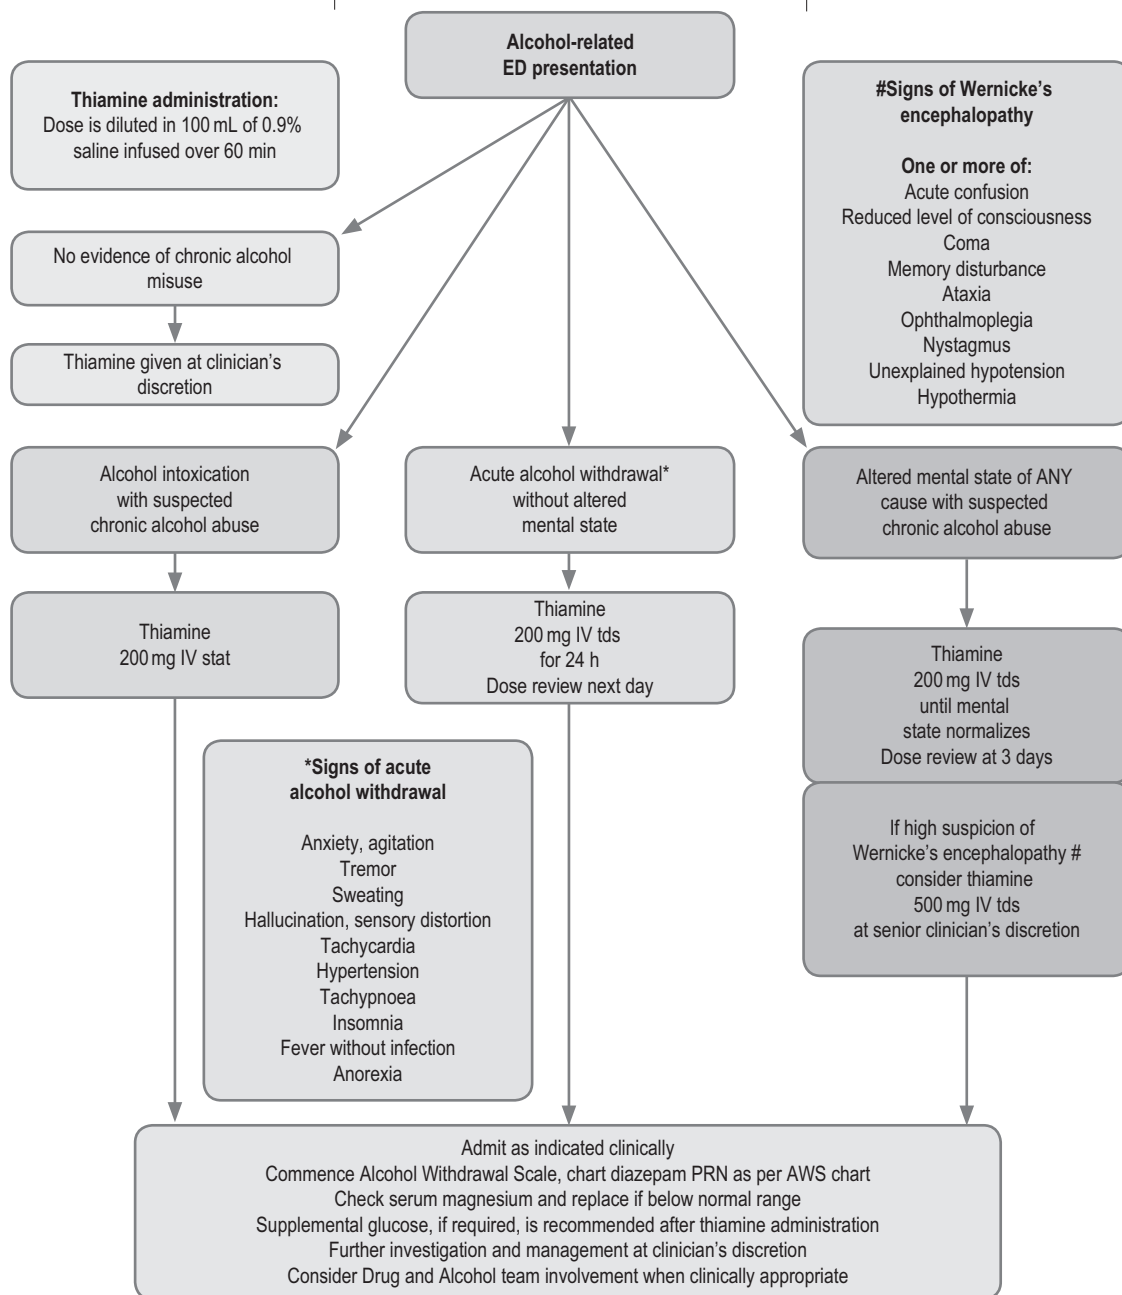 Alcohol-related
ED presentation
Thiamine administration:
Dose is diluted in 100 mL of 0.9%
saline infused over 60 min
#Signs of Wernicke's
encephalopathy
One or more of:
Acute confusion
Reduced level of consciousness
Coma
Memory disturbance
Ataxia
Ophthalmoplegia
Nystagmus
Unexplained hypotension
Hypothermia
No evidence of chronic alcohol
misuse
Thiamine given at clinician's
discretion
Alcohol intoxication
with suspected
chronic alcohol abuse
Thiamine
200 mg IV stat
Acute alcohol withdrawal*
without altered
mental state
Thiamine
200 mg IV tds
for 24 h
Dose review next day
Altered mental state of ANY
cause with suspected
chronic alcohol abuse
Thiamine
200 mg IV tds
until mental
state normalizes
Dose review at 3 days
If high suspicion of
Wernicke's encephalopathy #
consider thiamine
500 mg IV tds
at senior clinician's discretion
*Signs of acute
alcohol withdrawal
Anxiety, agitation
Tremor
Sweating
Hallucination, sensory distortion
Tachycardia
Hypertension
Tachypnoea
Insomnia
Fever without infection
Anorexia
Admit as indicated clinically
Commence Alcohol Withdrawal Scale, chart diazepam PRN as per AWS chart
Check serum magnesium and replace if below normal range
Supplemental glucose, if required, is recommended after thiamine administration
Further investigation and management at clinician's discretion
Consider Drug and Alcohol team involvement when clinically appropriate